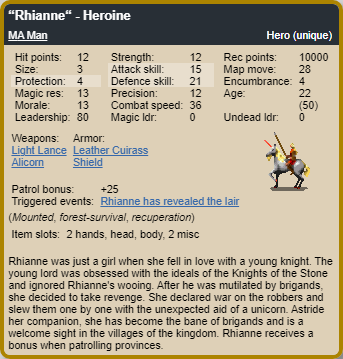 “Rhianne“ - Heroine
MA Man Hero (unique)
Hit points: 12 Strength: 12 Rec points: 10000
Size: 3 Attack skill: 15 Map move: 28
Protection: 4 Defence skill: 21 Encumbrance: 4
Magic res: 13 Precision: 12 Age: 22
Morale: 13 Combat speed: 36 (50)
Leadership: 80 Magic ldr: 0 Undead ldr: 0
Weapons: Armor:
Light Lance Leather Cuirass
Alicorn Shield
Patrol bonus: +25
Triggered events: Rhianne has revealed the lair
(Mounted, forest-survival, recuperation)
Item slots: 2 hands, head, body, 2 misc
Rhianne was just a girl when she fell in love with a young knight. The
young lord was obsessed with the ideals of the Knights of the Stone
and ignored Rhianne's wooing. After he was mutilated by brigands,
she decided to take revenge. She declared war on the robbers and
slew them one by one with the unexpected aid of a unicorn. Astride
her companion, she has become the bane of brigands and is a
welcome sight in the villages of the kingdom. Rhianne receives a
bonus when patrolling provinces.